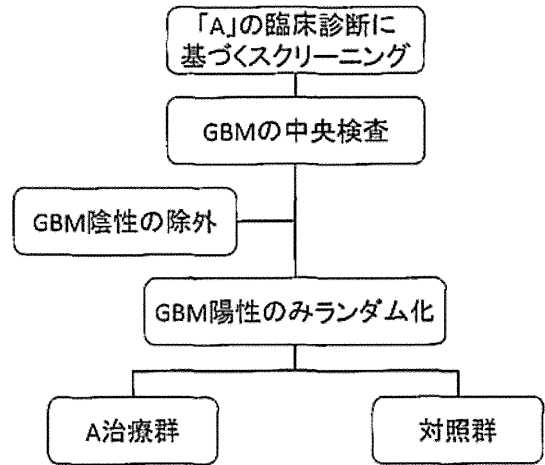 「A」の臨床診断に
基づくスクリーニング
GBMの中央検査
GBM陰性の除外
GBM陽性のみランダム化
A治療群
対照群